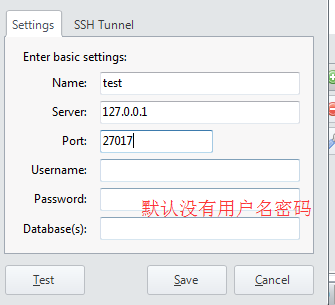 Settings SSH Tunnel
Enter basic settings:
Name: test
Server: 127.0.0.1
Port: 27017
Username:
Password:
默认没有用户名密码
Database(s):
Test Save Cancel